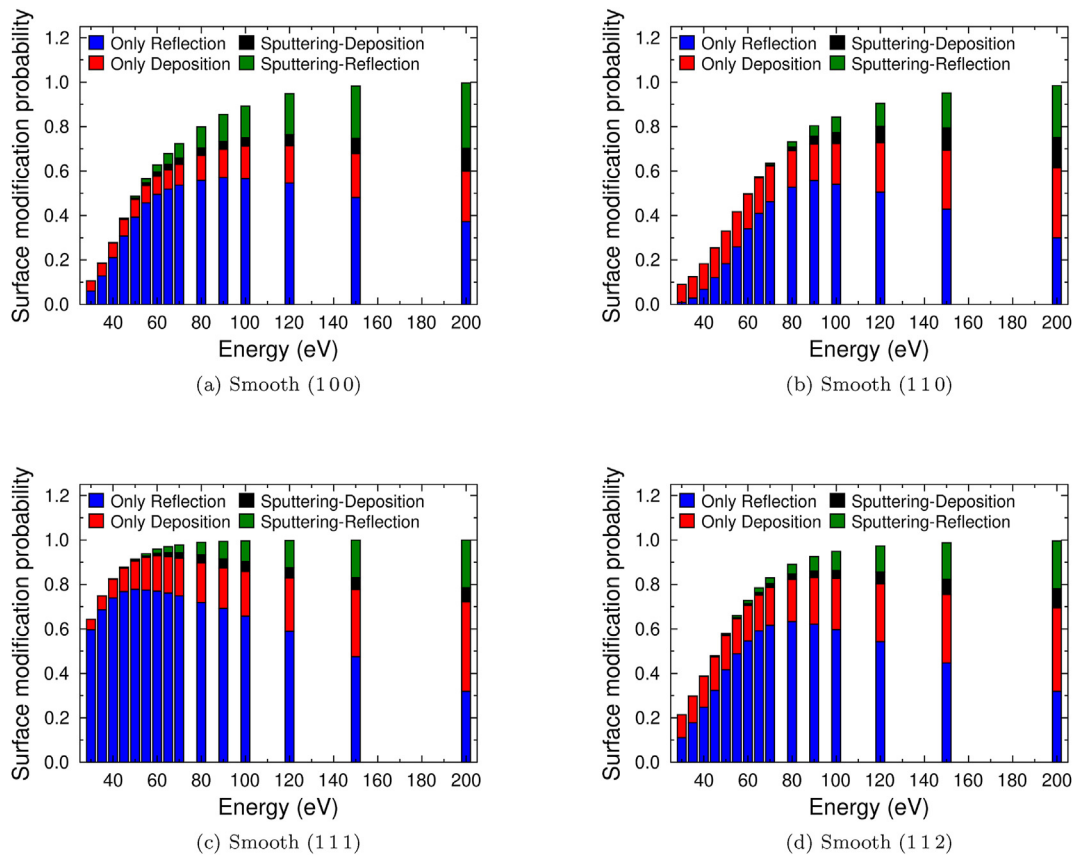 Surface modification probability
1.2
1.0
0.8
0.6
0.4
0.2
0.0
Only Reflection
Sputtering-Deposition
Only Deposition
Sputtering-Reflection
40 60 80 100 120 140 160 180 200
Energy (eV)
(a) Smooth (1 0 0)
Surface modification probability
1.2
1.0
0.8
0.6
0.4
0.2
0.0
Only Reflection
Sputtering-Deposition
Only Deposition
Sputtering-Reflection
40 60 80 100 120 140 160 180 200
Energy (eV)
(b) Smooth (1 1 0)
Surface modification probability
1.2
1.0
0.8
0.6
0.4
0.2
0.0
Only Reflection
Sputtering-Deposition
Only Deposition
Sputtering-Reflection
40 60 80 100 120 140 160 180 200
Energy (eV)
(c) Smooth (1 1 1)
Surface modification probability
1.2
1.0
0.8
0.6
0.4
0.2
0.0
Only Reflection
Sputtering-Deposition
Only Deposition
Sputtering-Reflection
40 60 80 100 120 140 160 180 200
Energy (eV)
(d) Smooth (1 1 2)